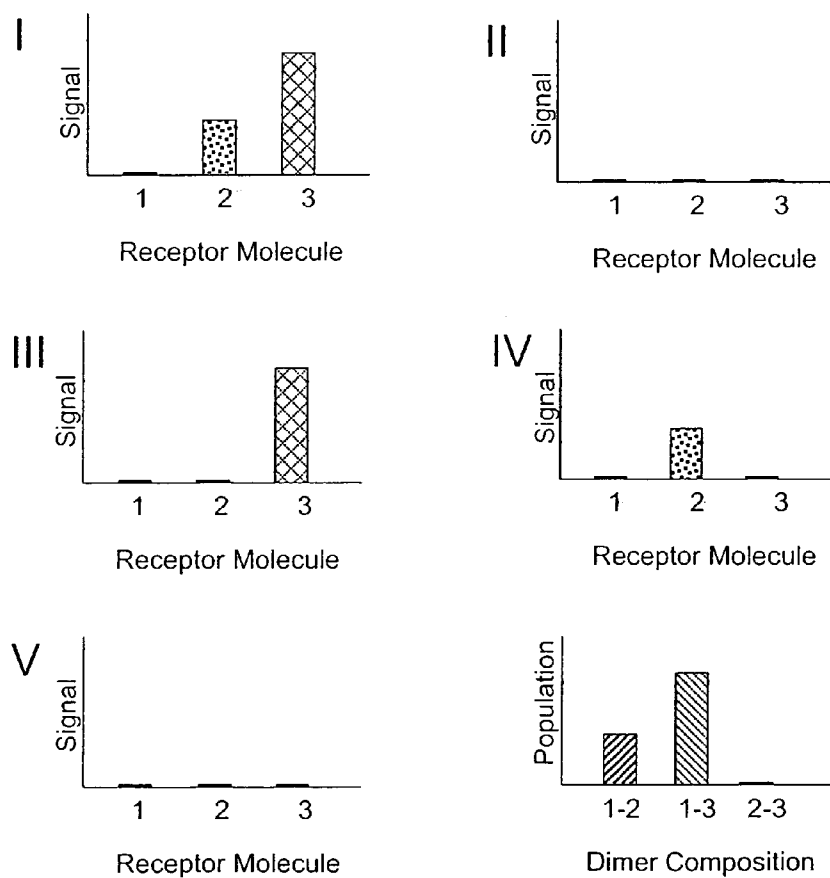 I
Signal
1 2 3
Receptor Molecule
II
Signal
1 2 3
Receptor Molecule
III
Signal
1 2 3
Receptor Molecule
IV
Signal
1 2 3
Receptor Molecule
V
Signal
1 2 3
Receptor Molecule
Population
1-2 1-3 2-3
Dimer Composition